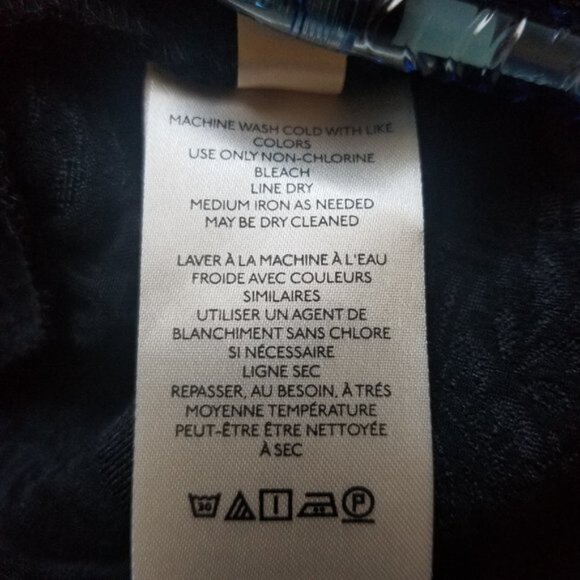 MACHINE WASH COLD WITH LIKE
COLORS
USE ONLY NON-CHLORINE
BLEACH
LINE DRY
MEDIUM IRON AS NEEDED
MAY BE DRY CLEANED
LAVER À LA MACHINE À L'EAU
FROIDE AVEC COULEURS
SIMILAIRES
UTILISER UN AGENT DE
BLANCHIMENT SANS CHLORE
SI NÉCESSAIRE
LIGNE SEC
REPASSER, AU BESOIN, À TRÉS
MOYENNE TEMPÉRATURE
PEUT-ÊTRE ÊTRE NETTOYÉE
À SEC
30 P